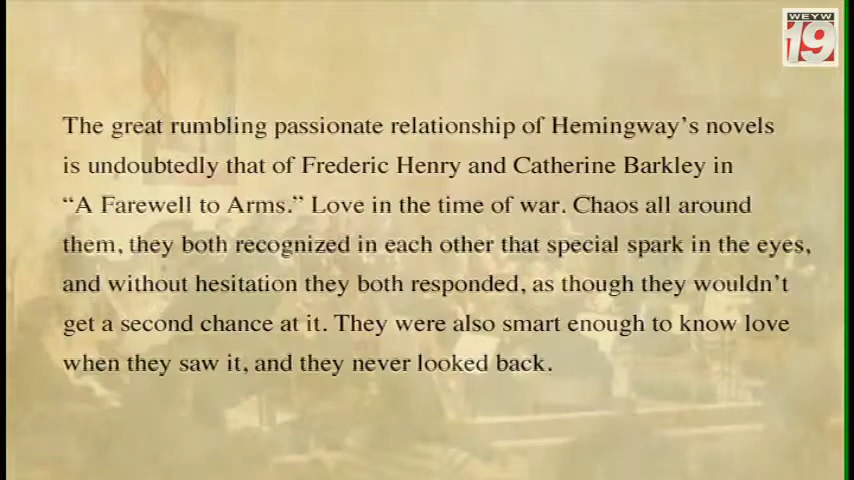 WEYW
19
The great rumbling passionate relationship of Hemingway's novels
is undoubtedly that of Frederic Henry and Catherine Barkley in
“A Farewell to Arms.” Love in the time of war. Chaos all around
them, they both recognized in each other that special spark in the eyes,
and without hesitation they both responded, as though they wouldn't
get a second chance at it. They were also smart enough to know love
when they saw it, and they never looked back.